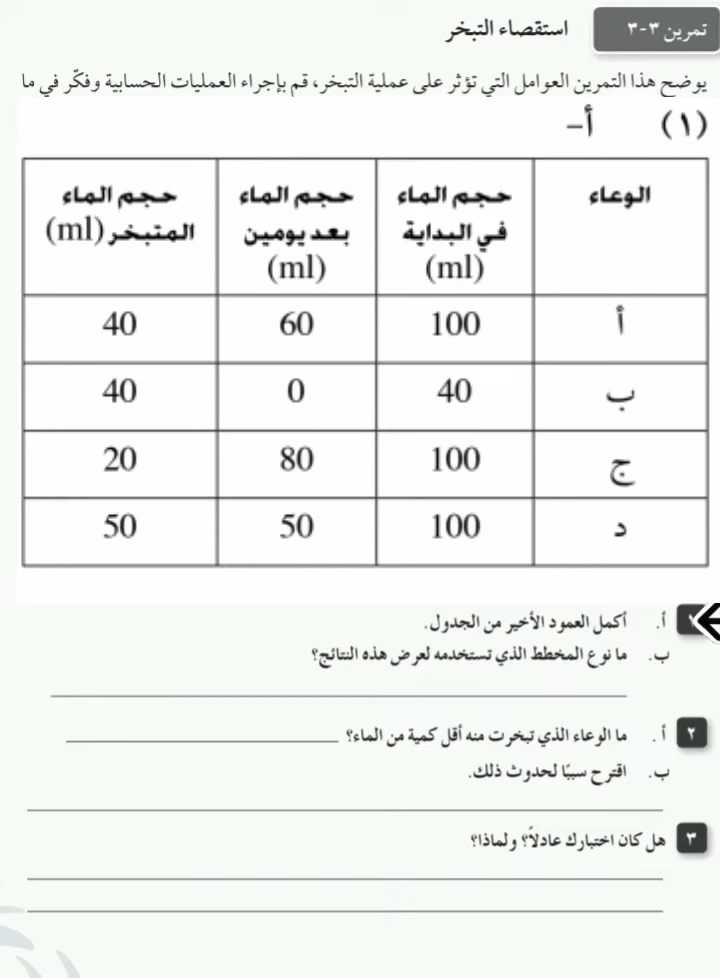 تمرين ٣-٣ استقصاء التبخر
يوضح هذا التمرين العوامل التي تؤثر على عملية التبخر، قم بإجراء العمليات الحسابية وفكّر في ما
(١) أ-
الوعاء | حجم الماء في البداية (ml) | حجم الماء بعد يومين (ml) | حجم الماء المتبخر (ml)
أ | 100 | 60 | 40
ب | 40 | 0 | 40
ج | 100 | 80 | 20
د | 100 | 50 | 50
١ أ. أكمل العمود الأخير من الجدول.
ب. ما نوع المخطط الذي تستخدمه لعرض هذه النتائج؟
٢ أ. ما الوعاء الذي تبخرت منه أقل كمية من الماء؟
ب. اقترح سببًا لحدوث ذلك.
٣ هل كان اختبارك عادلاً؟ ولماذا؟